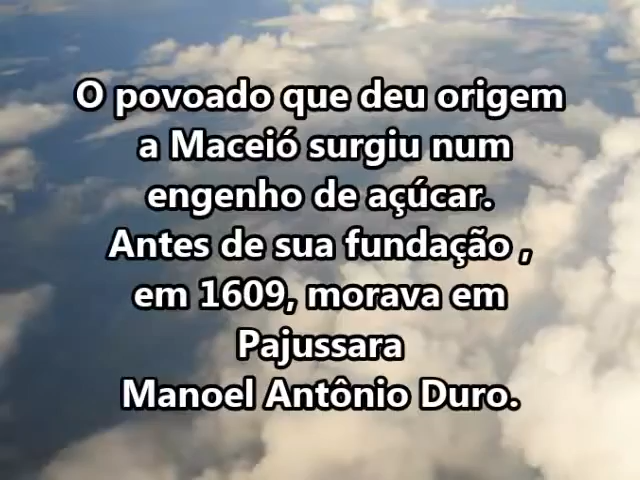 O povoado que deu origem
a Maceió surgiu num
engenho de açúcar.
Antes de sua fundação ,
em 1609, morava em
Pajussara
Manoel Antônio Duro.